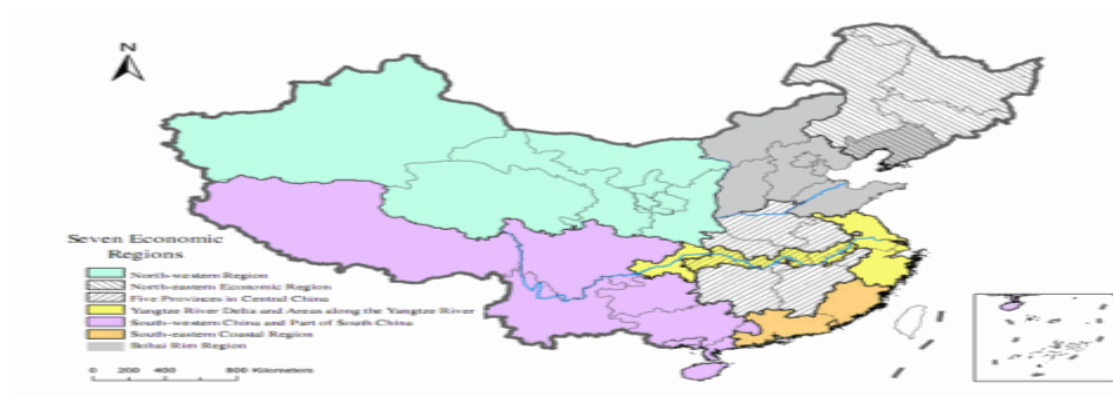 N
Seven Economic
Regions
North-western Region
North-eastern Economic Region
Five Provinces in Central China
Yangtze River Delta and Areas along the Yangtze River
South-western China and Part of South China
South-eastern Coastal Region
Bohai Rim Region
0 200 400 800 Kilometers